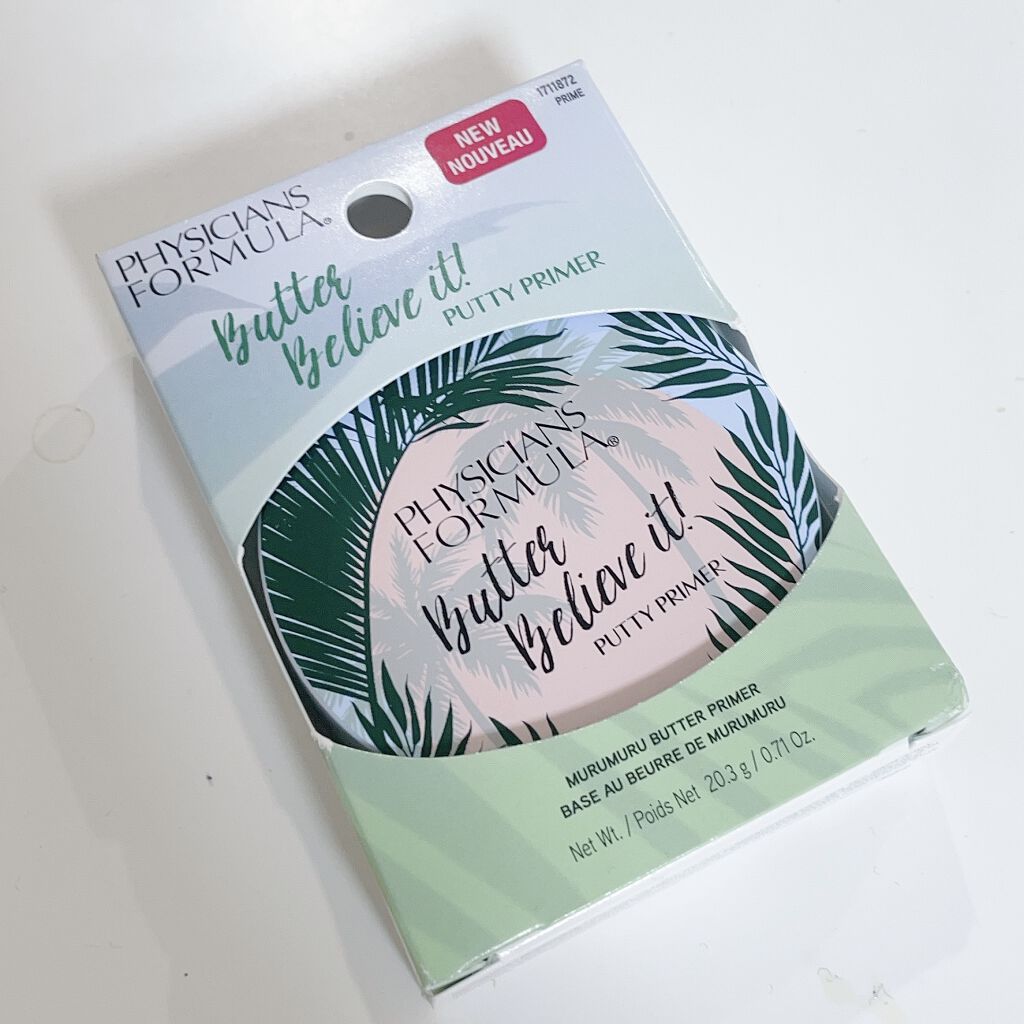 1711872
PRIME
NEW
NOUVEAU
PHYSICIANS
FORMULA®
Butter
Believe it!
PUTTY PRIMER
PHYSICIANS
FORMULA®
Butter
Believe it!
PUTTY PRIMER
MURUMURU BUTTER PRIMER
BASE AU BEURRE DE MURUMURU
Net Wt. / Poids Net 20.3 g / 0.71 Oz.